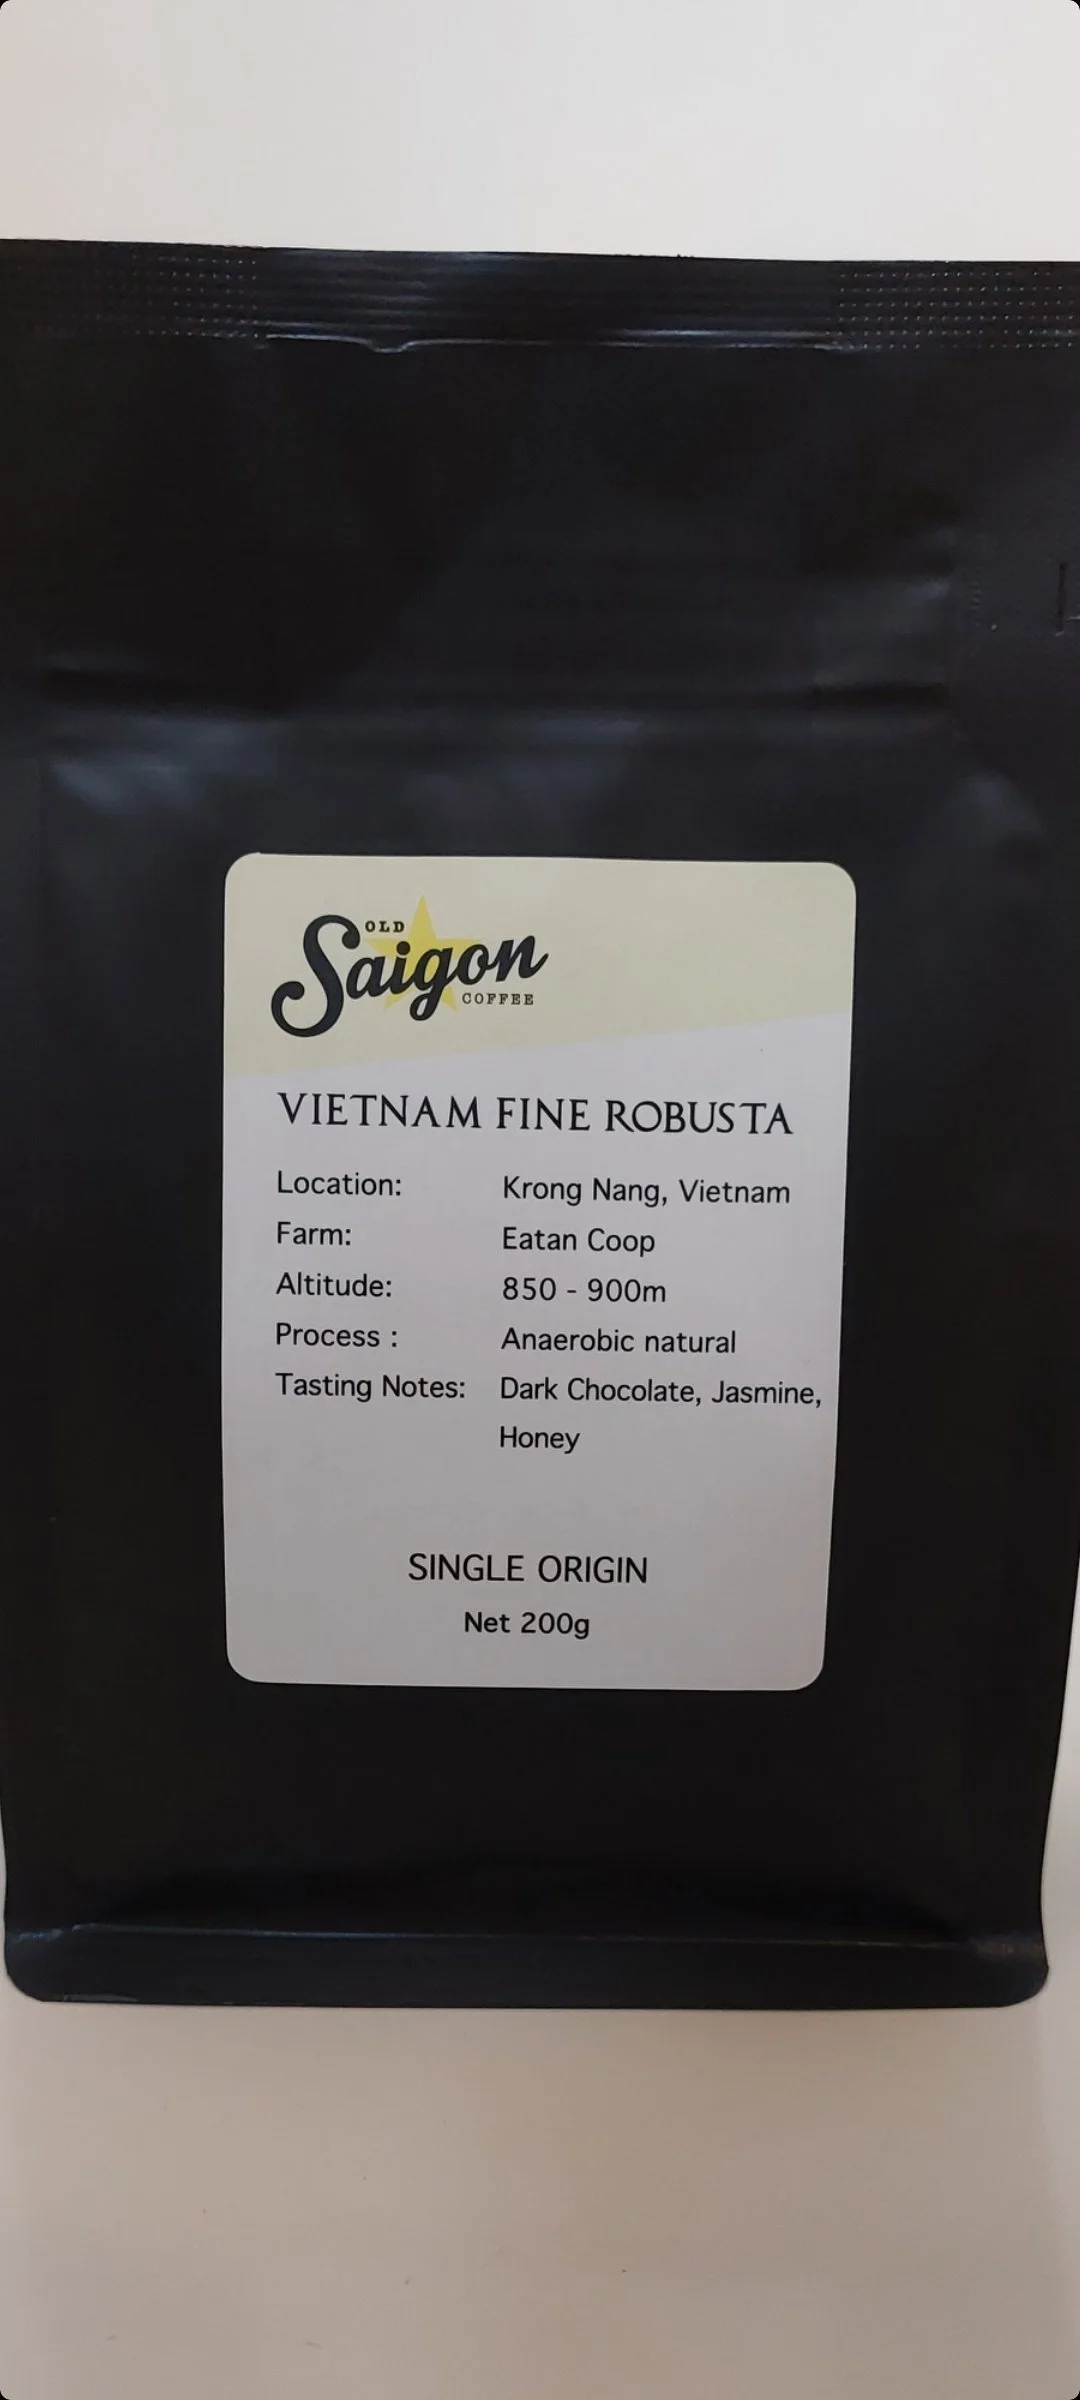 OLD
Saigon
COFFEE
VIETNAM FINE ROBUSTA
Location: Krong Nang, Vietnam
Farm: Eatan Coop
Altitude: 850 - 900m
Process : Anaerobic natural
Tasting Notes: Dark Chocolate, Jasmine,
Honey
SINGLE ORIGIN
Net 200g